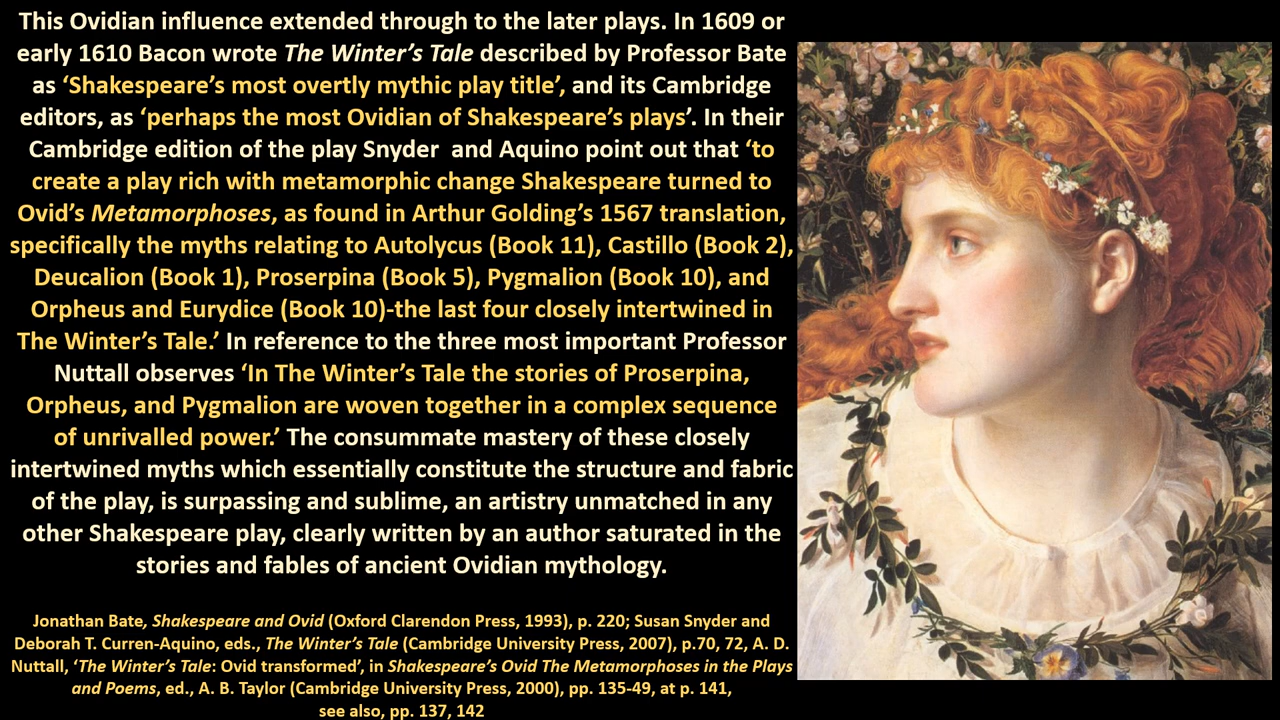 This Ovidian influence extended through to the later plays. In 1609 or
early 1610 Bacon wrote The Winter’s Tale described by Professor Bate
as ‘Shakespeare’s most overtly mythic play title’, and its Cambridge
editors, as ‘perhaps the most Ovidian of Shakespeare’s plays’. In their
Cambridge edition of the play Snyder and Aquino point out that ‘to
create a play rich with metamorphic change Shakespeare turned to
Ovid’s Metamorphoses, as found in Arthur Golding’s 1567 translation,
specifically the myths relating to Autolycus (Book 11), Castillo (Book 2),
Deucalion (Book 1), Proserpina (Book 5), Pygmalion (Book 10), and
Orpheus and Eurydice (Book 10)-the last four closely intertwined in
The Winter’s Tale.’ In reference to the three most important Professor
Nuttall observes ‘In The Winter’s Tale the stories of Proserpina,
Orpheus, and Pygmalion are woven together in a complex sequence
of unrivalled power.’ The consummate mastery of these closely
intertwined myths which essentially constitute the structure and fabric
of the play, is surpassing and sublime, an artistry unmatched in any
other Shakespeare play, clearly written by an author saturated in the
stories and fables of ancient Ovidian mythology.
Jonathan Bate, Shakespeare and Ovid (Oxford Clarendon Press, 1993), p. 220; Susan Snyder and
Deborah T. Curren-Aquino, eds., The Winter’s Tale (Cambridge University Press, 2007), p.70, 72, A. D.
Nuttall, ‘The Winter’s Tale: Ovid transformed’, in Shakespeare’s Ovid The Metamorphoses in the Plays
and Poems, ed., A. B. Taylor (Cambridge University Press, 2000), pp. 135-49, at p. 141,
see also, pp. 137, 142